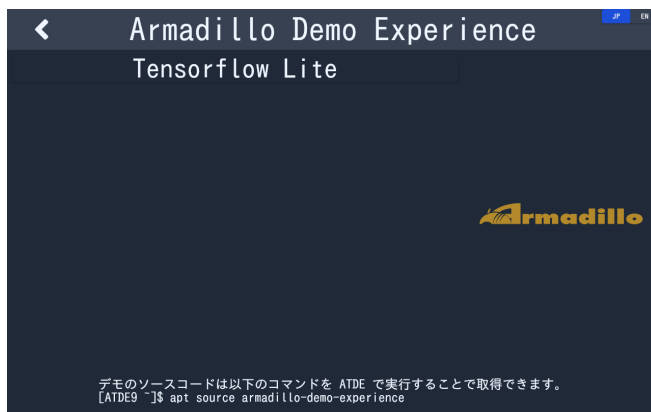 Armadillo Demo Experience
JP EN
Tensorflow Lite
Armadillo
デモのソースコードは以下のコマンドを ATDE で実行することで取得できます。
[ATDE9 ~]$ apt source armadillo-demo-experience